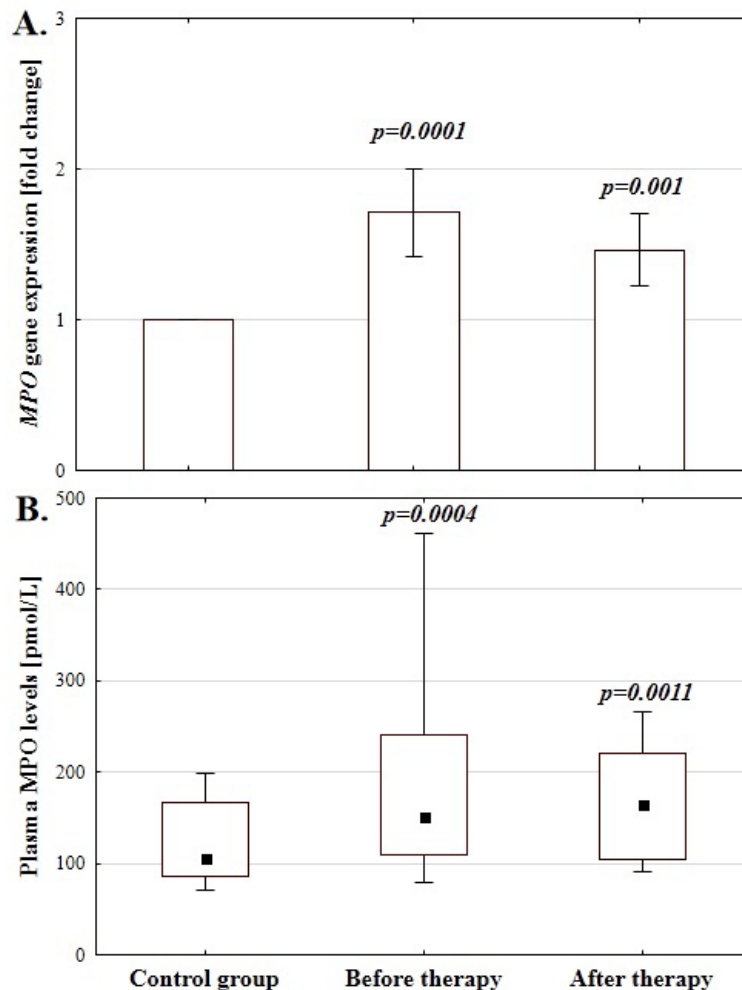 A.
MPO gene expression [fold change]
3
2
1
0
p=0.0001
p=0.001
B.
Plasma MPO levels [pmol/L]
500
400
300
200
100
0
p=0.0004
p=0.0011
Control group
Before therapy
After therapy